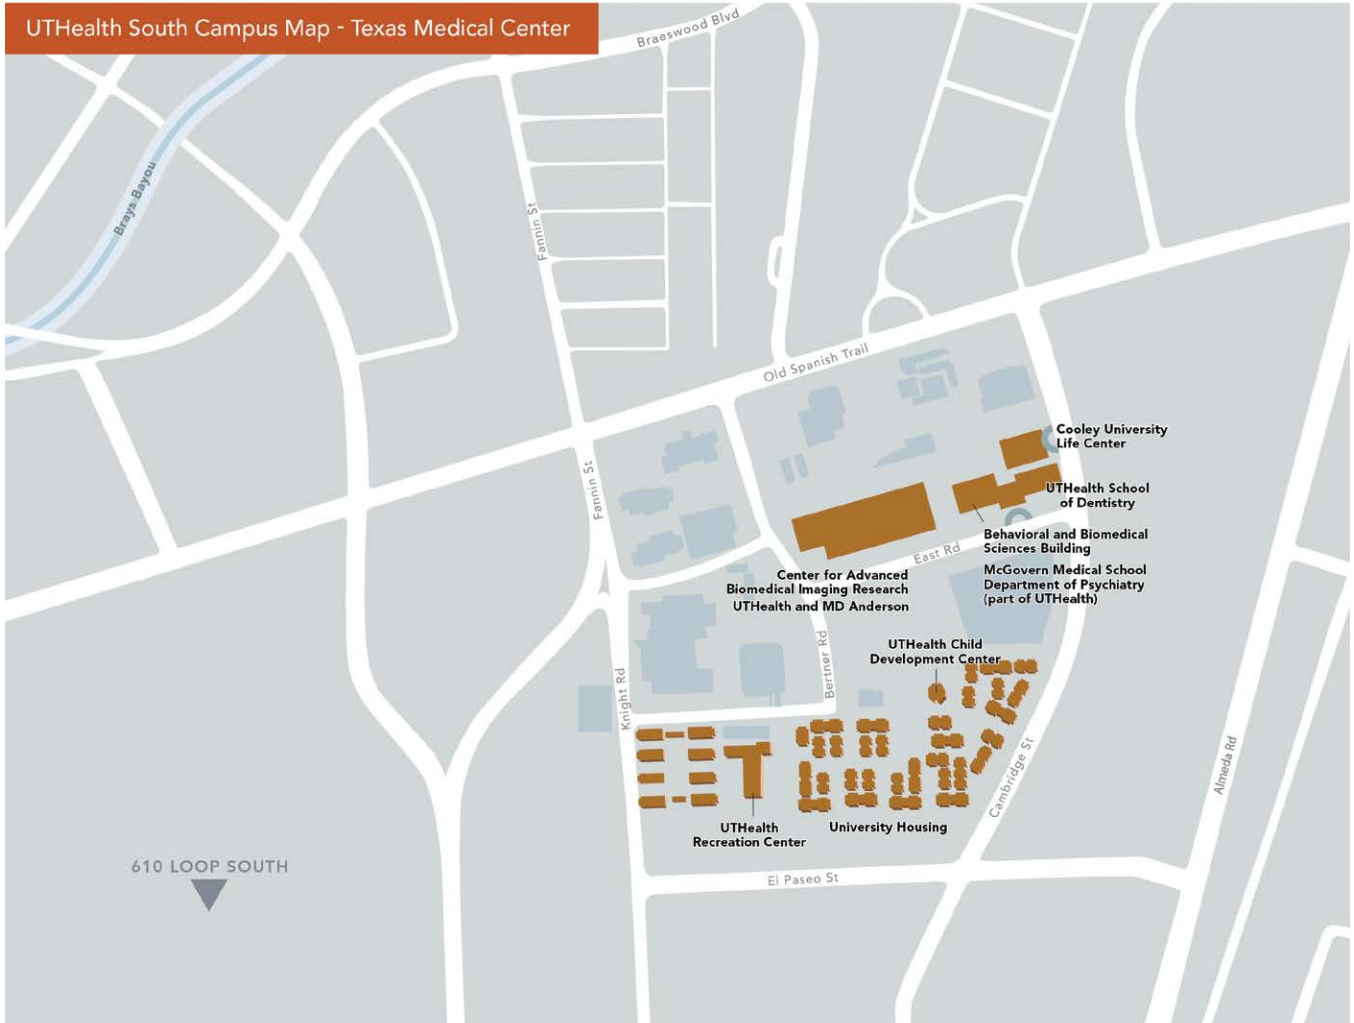 UTHealth South Campus Map - Texas Medical Center
Braeswood Blvd
Brays Bayou
Fannin St
Old Spanish Trail
Cooley University
Life Center
Fannin St
UTHealth School
of Dentistry
Behavioral and Biomedical
Sciences Building
East Rd
McGovern Medical School
Department of Psychiatry
(part of UTHealth)
Center for Advanced
Biomedical Imaging Research
UTHealth and MD Anderson
UTHealth Child
Development Center
Bertner Rd
Knight Rd
Cambridge St
Almeda Rd
UTHealth
Recreation Center
University Housing
610 LOOP SOUTH
El Paseo St